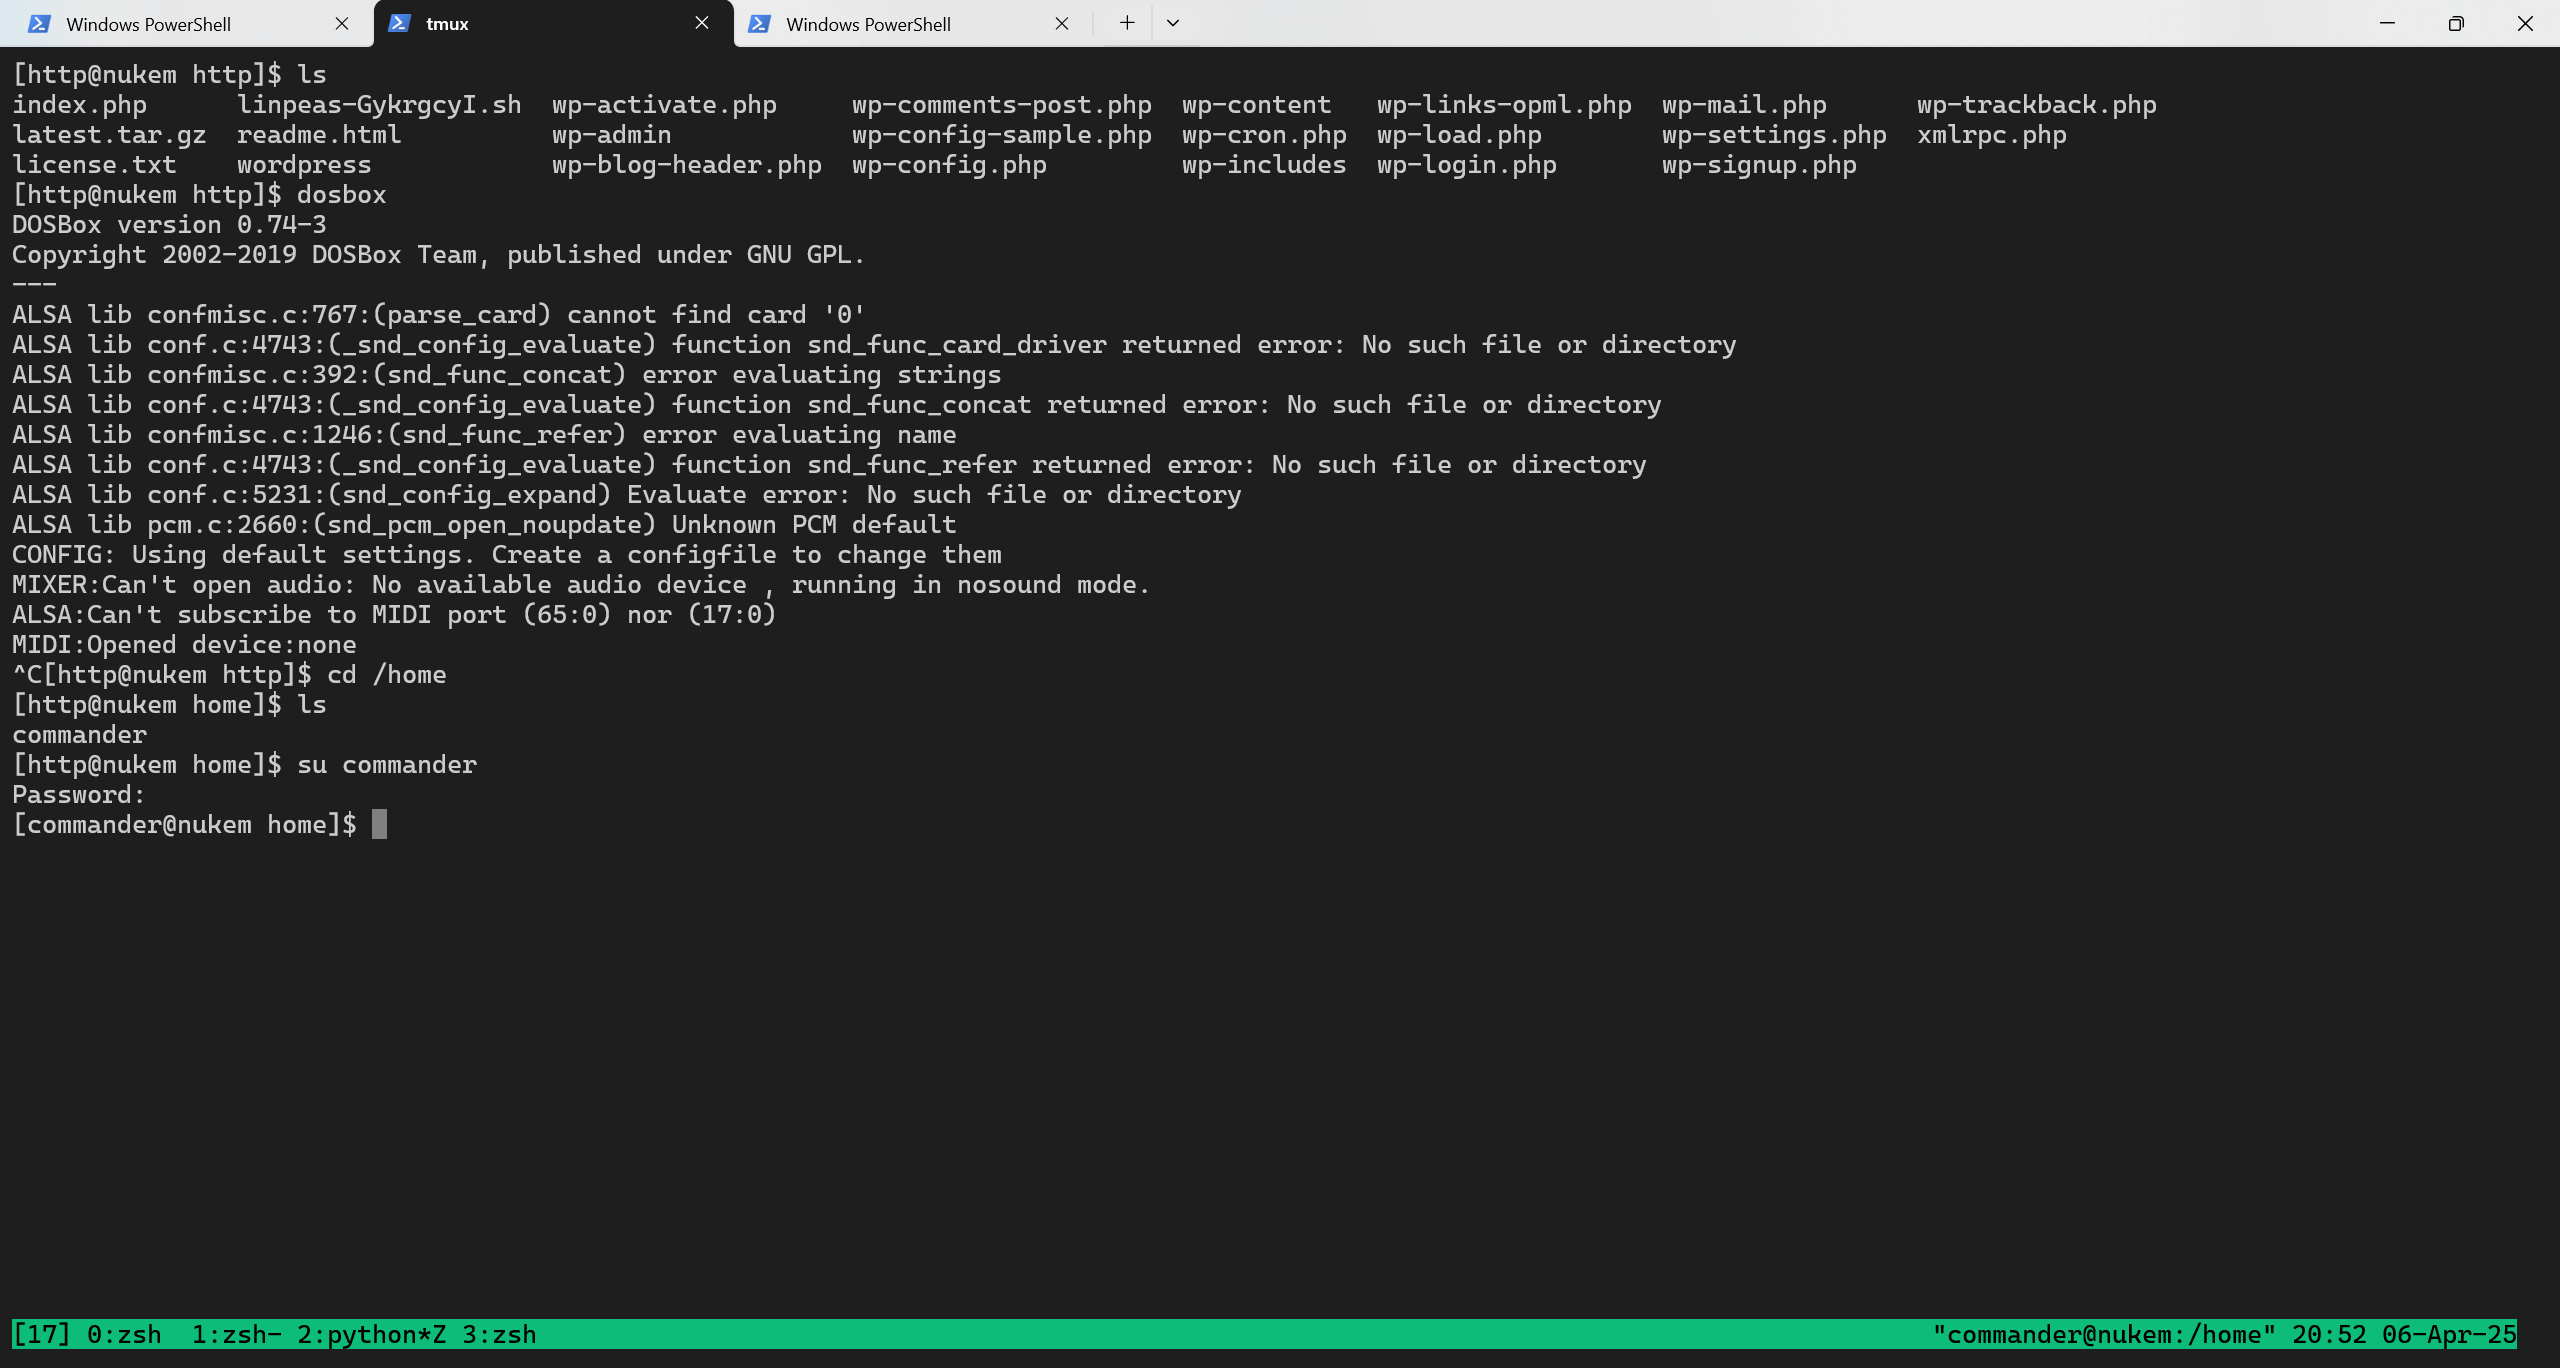 Windows PowerShell tmux Windows PowerShell
[http@nukem http]$ ls
index.php      linpeas-GykrgcyI.sh  wp-activate.php     wp-comments-post.php  wp-content   wp-links-opml.php  wp-mail.php      wp-trackback.php
latest.tar.gz  readme.html          wp-admin            wp-config-sample.php  wp-cron.php  wp-load.php        wp-settings.php  xmlrpc.php
license.txt    wordpress            wp-blog-header.php  wp-config.php         wp-includes  wp-login.php       wp-signup.php
[http@nukem http]$ dosbox
DOSBox version 0.74-3
Copyright 2002-2019 DOSBox Team, published under GNU GPL.
---
ALSA lib confmisc.c:767:(parse_card) cannot find card '0'
ALSA lib conf.c:4743:(_snd_config_evaluate) function snd_func_card_driver returned error: No such file or directory
ALSA lib confmisc.c:392:(snd_func_concat) error evaluating strings
ALSA lib conf.c:4743:(_snd_config_evaluate) function snd_func_concat returned error: No such file or directory
ALSA lib confmisc.c:1246:(snd_func_refer) error evaluating name
ALSA lib conf.c:4743:(_snd_config_evaluate) function snd_func_refer returned error: No such file or directory
ALSA lib conf.c:5231:(snd_config_expand) Evaluate error: No such file or directory
ALSA lib pcm.c:2660:(snd_pcm_open_noupdate) Unknown PCM default
CONFIG: Using default settings. Create a configfile to change them
MIXER:Can't open audio: No available audio device , running in nosound mode.
ALSA:Can't subscribe to MIDI port (65:0) nor (17:0)
MIDI:Opened device:none
^C[http@nukem http]$ cd /home
[http@nukem home]$ ls
commander
[http@nukem home]$ su commander
Password:
[commander@nukem home]$
[17] 0:zsh  1:zsh- 2:python*Z 3:zsh "commander@nukem:/home" 20:52 06-Apr-25